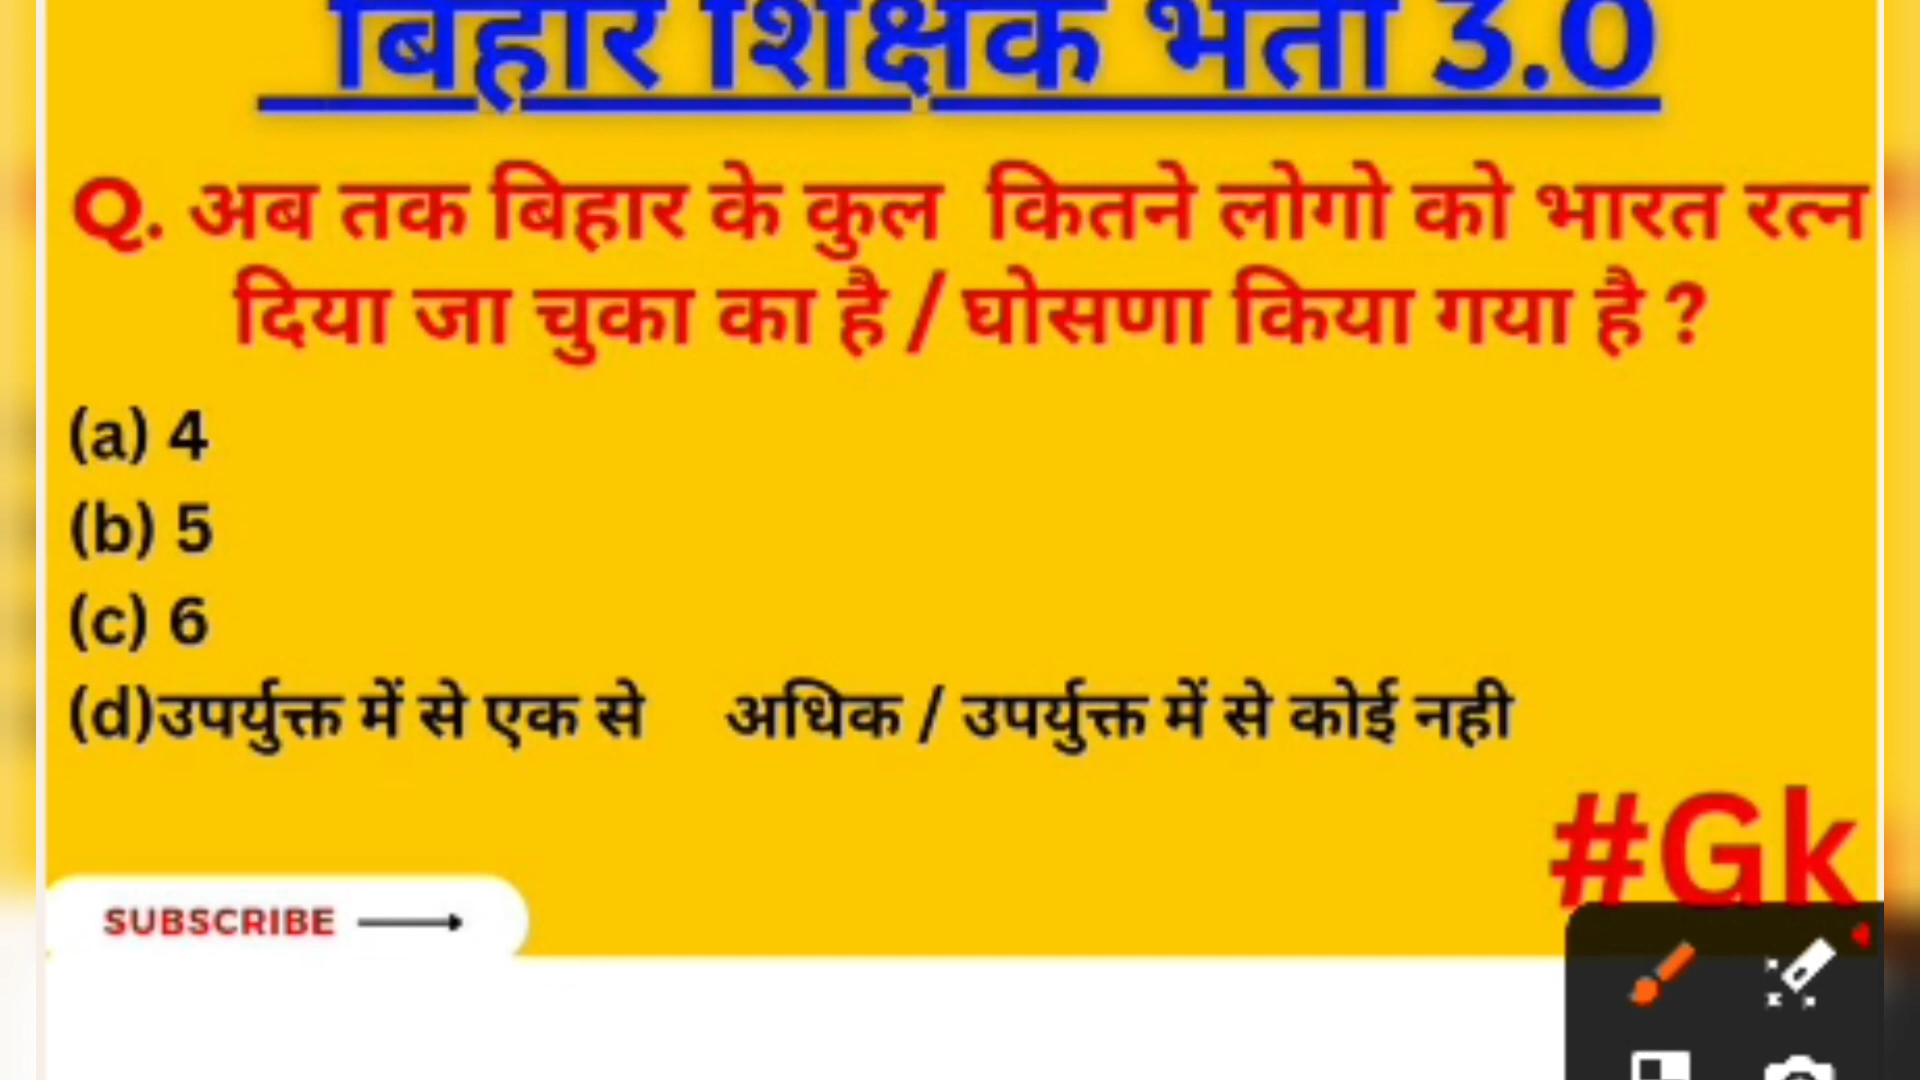 बिहार शिक्षक भर्ती 3.0
Q. अब तक बिहार के कुल कितने लोगो को भारत रत्न
दिया जा चुका का है / घोसणा किया गया है ?
(a) 4
(b) 5
(c) 6
(d)उपर्युक्त में से एक से अधिक / उपर्युक्त में से कोई नही
#Gk
SUBSCRIBE